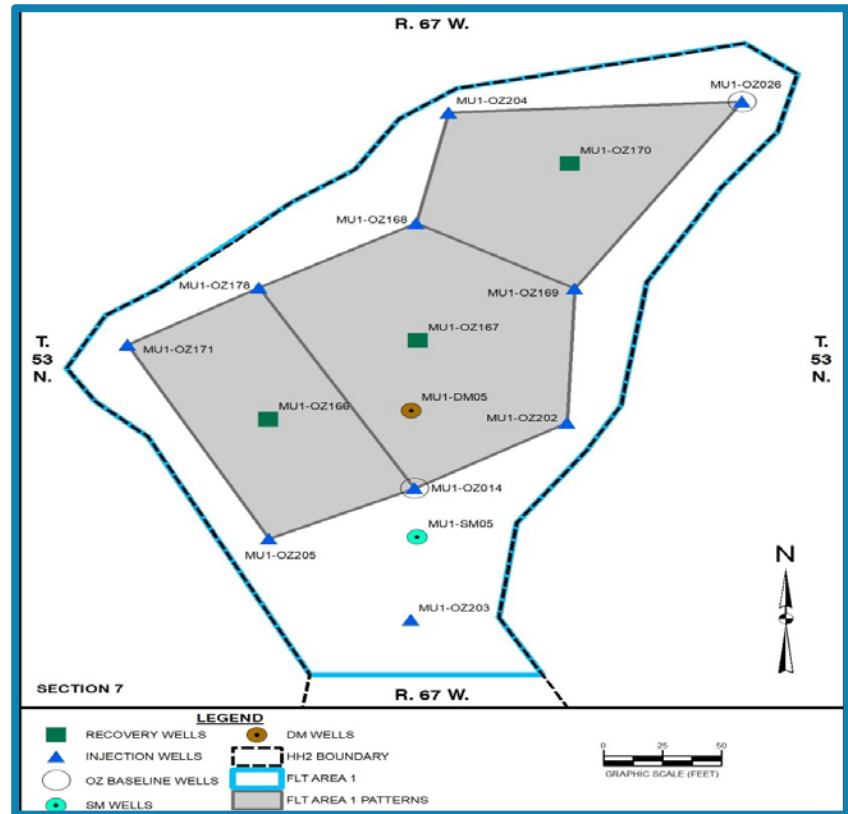 R. 67 W.
MU1-OZ026
MU1-OZ204
MU1-OZ170
MU1-OZ168
MU1-OZ178
MU1-OZ169
MU1-OZ167
T.
53
N.
T.
53
N.
MU1-OZ171
MU1-DM05
MU1-OZ166
MU1-OZ202
MU1-OZ014
MU1-SM05
MU1-OZ205
N
MU1-OZ203
SECTION 7
R. 67 W.
LEGEND
RECOVERY WELLS
DM WELLS
INJECTION WELLS
HH2 BOUNDARY
OZ BASELINE WELLS
FLT AREA 1
SM WELLS
FLT AREA 1 PATTERNS
0 25 50
GRAPHIC SCALE (FEET)